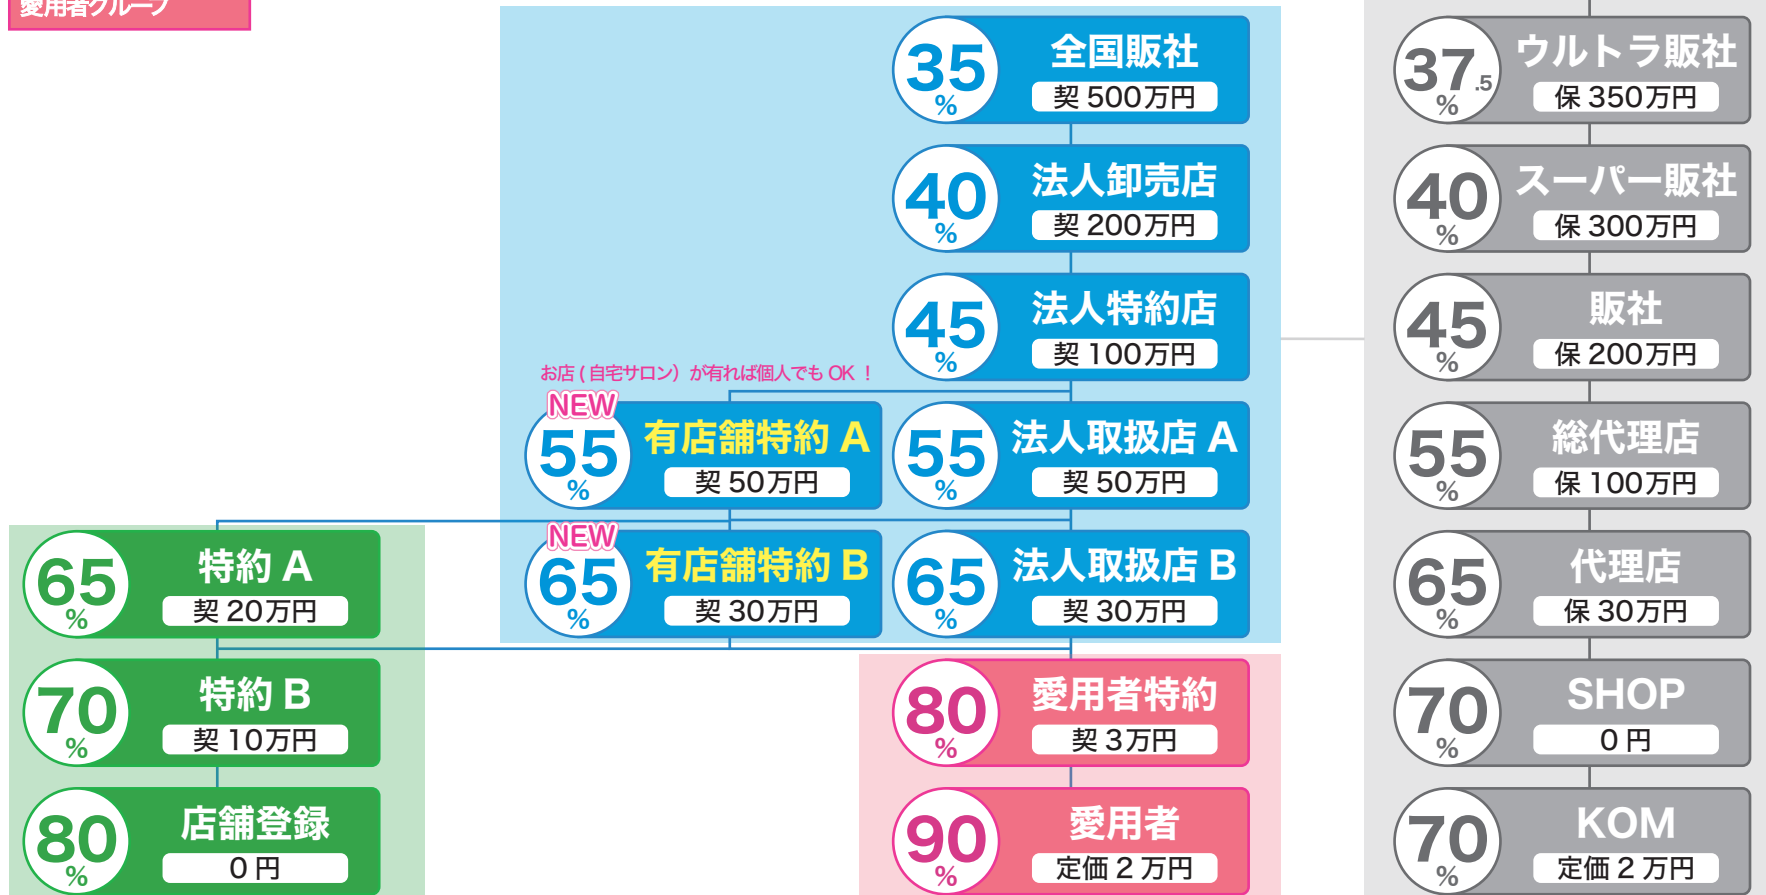 愛用者グループ
35
%
全国販社
契 500万円
40
%
法人卸売店
契 200万円
45
%
法人特約店
契 100万円
お店 ( 自宅サロン）が有れば個人でも OK ！
NEW
55
%
有店舗特約 A
契 50万円
55
%
法人取扱店 A
契 50万円
65
%
特約 A
契 20万円
NEW
65
%
有店舗特約 B
契 30万円
65
%
法人取扱店 B
契 30万円
70
%
特約 B
契 10万円
80
%
愛用者特約
契 3万円
80
%
店舗登録
0 円
90
%
愛用者
定価 2 万円
37.5
%
ウルトラ販社
保 350万円
40
%
スーパー販社
保 300万円
45
%
販社
保 200万円
55
%
総代理店
保 100万円
65
%
代理店
保 30万円
70
%
SHOP
0 円
70
%
KOM
定価 2 万円